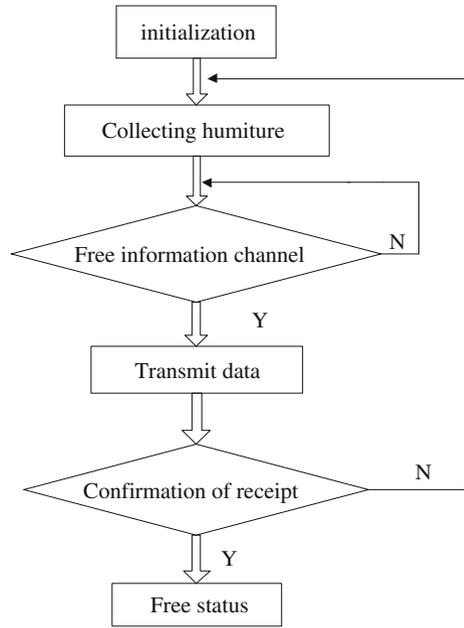 initialization
Collecting humiture
Free information channel
N
Y
Transmit data
Confirmation of receipt
N
Y
Free status